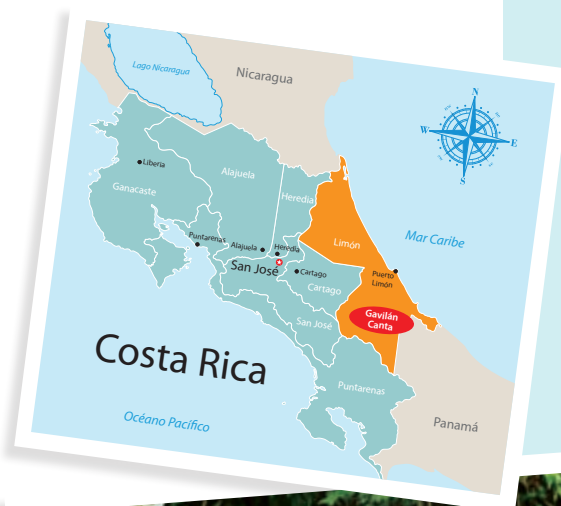 Lago Nicaragua
Nicaragua
N
W
E
S
Liberia
Ganacaste
Alajuela
Heredia
Limón
Mar Caribe
Puntarenas
Alajuela
Heredia
San José
Cartago
Cartago
Puerto
Limón
San José
Gavilán
Canta
Costa Rica
Puntarenas
Océano Pacífico
Panamá